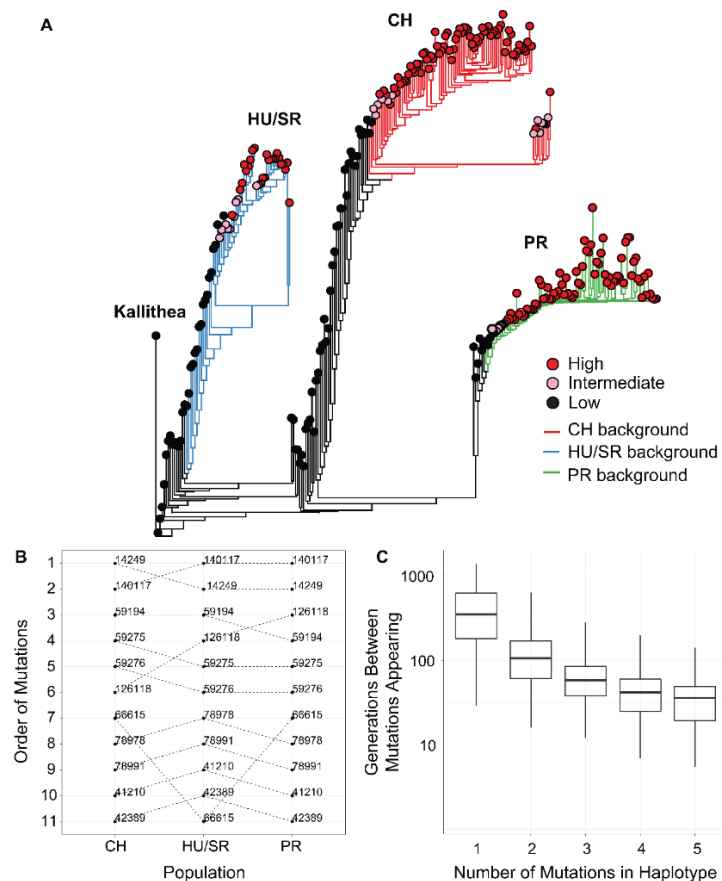 A
CH
HU/SR
PR
Kallithea
High
Intermediate
Low
CH background
HU/SR background
PR background
B
Order of Mutations
1
2
3
4
5
6
7
8
9
10
11
14249
140117
59194
59275
59276
126118
66615
78978
78991
41210
42389
140117
14249
59194
126118
59275
59276
78978
78991
41210
42389
66615
140117
14249
126118
59194
59275
59276
66615
78978
78991
41210
42389
CH HU/SR PR
Population
C
Generations Between
Mutations Appearing
1000
100
10
1 2 3 4 5
Number of Mutations in Haplotype